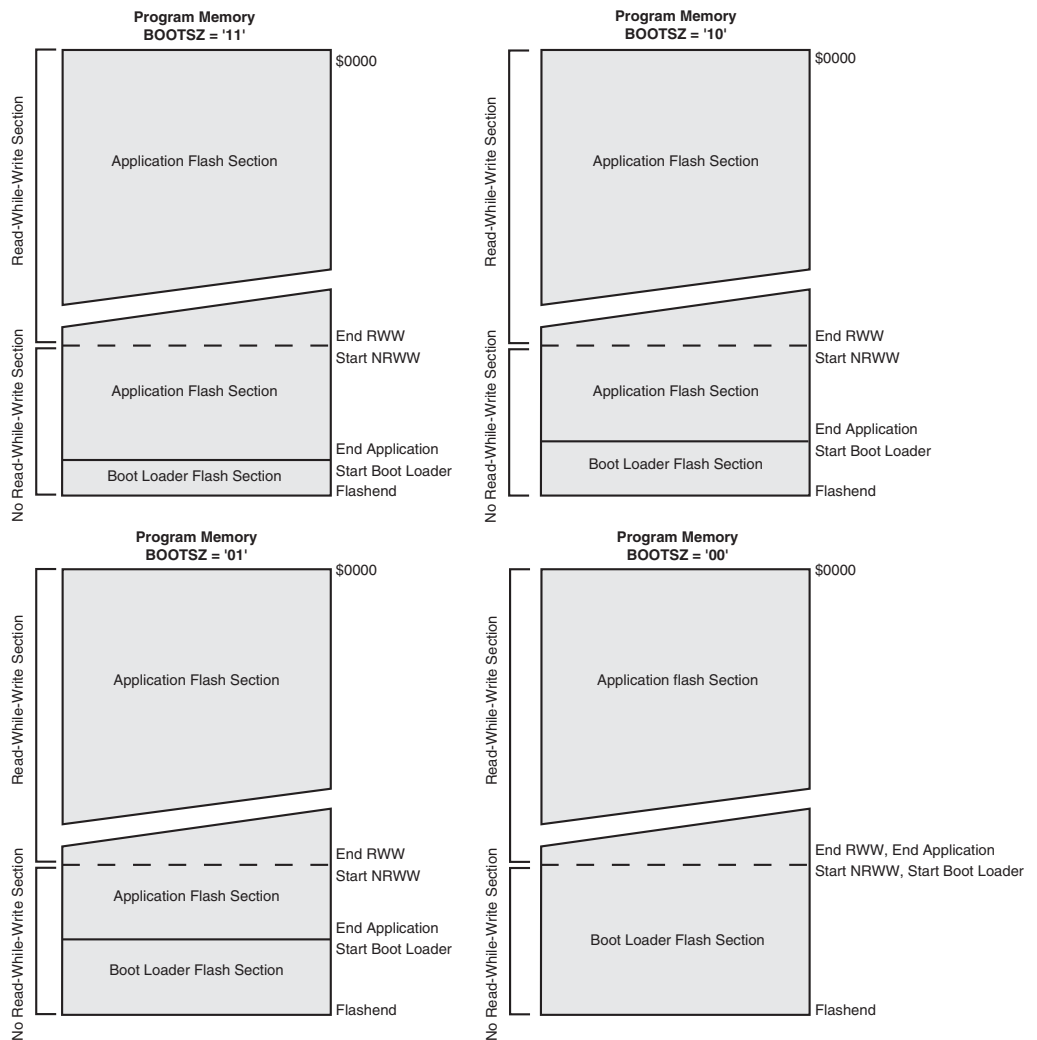 Program Memory
BOOTSZ = '11'
$0000
Read-While-Write Section
Application Flash Section
End RWW
Start NRWW
No Read-While-Write Section
Application Flash Section
End Application
Start Boot Loader
Boot Loader Flash Section
Flashend
Program Memory
BOOTSZ = '10'
$0000
Read-While-Write Section
Application Flash Section
End RWW
Start NRWW
No Read-While-Write Section
Application Flash Section
End Application
Start Boot Loader
Boot Loader Flash Section
Flashend
Program Memory
BOOTSZ = '01'
$0000
Read-While-Write Section
Application Flash Section
End RWW
Start NRWW
No Read-While-Write Section
Application Flash Section
End Application
Start Boot Loader
Boot Loader Flash Section
Flashend
Program Memory
BOOTSZ = '00'
$0000
Read-While-Write Section
Application flash Section
End RWW, End Application
Start NRWW, Start Boot Loader
No Read-While-Write Section
Boot Loader Flash Section
Flashend